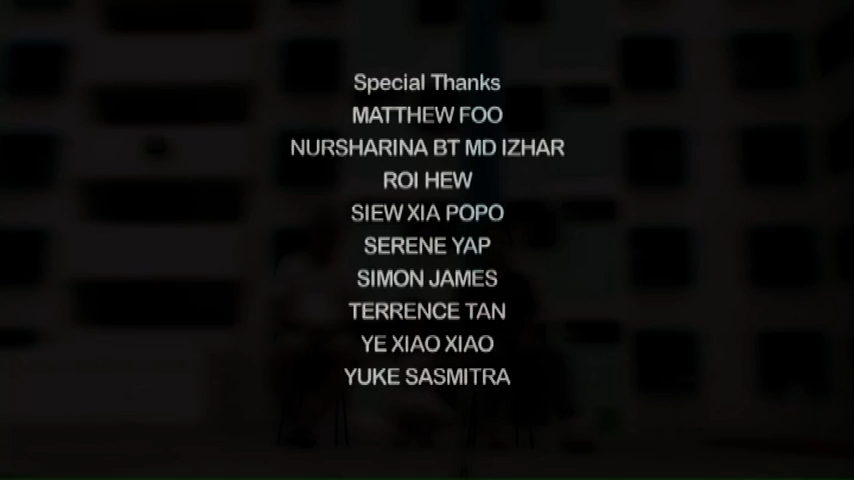 Special Thanks
MATTHEW FOO
NURSHARINA BT MD IZHAR
ROI HEW
SIEW XIA POPO
SERENE YAP
SIMON JAMES
TERRENCE TAN
YE XIAO XIAO
YUKE SASMITRA